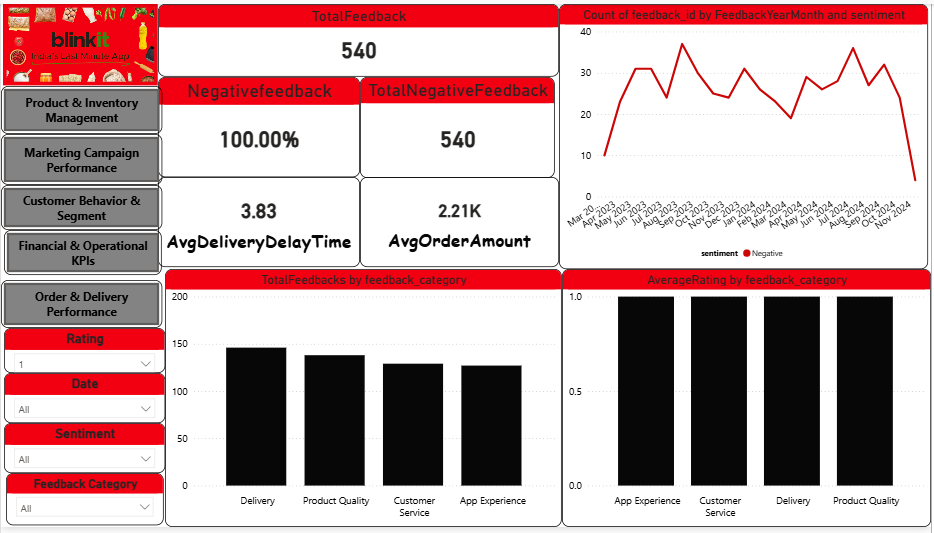 blinkit
India's Last Minute App
Product & Inventory
Management
Marketing Campaign
Performance
Customer Behavior &
Segment
Financial & Operational
KPIs
Order & Delivery
Performance
Rating
1
Date
All
Sentiment
All
Feedback Category
All
TotalFeedback
540
Negativefeedback
100.00%
TotalNegativeFeedback
540
3.83
AvgDeliveryDelayTime
2.21K
AvgOrderAmount
Count of feedback_id by FeedbackYearMonth and sentiment
40
30
20
10
0
Mar 20...
Apr 2023
May 2023
Jun 2023
Jul 2023
Aug 2023
Sep 2023
Oct 2023
Nov 2023
Dec 2023
Jan 2024
Feb 2024
Mar 2024
Apr 2024
May 2024
Jun 2024
Jul 2024
Aug 2024
Sep 2024
Oct 2024
Nov 2024
sentiment Negative
TotalFeedbacks by feedback_category
200
150
100
50
0
Delivery
Product Quality
Customer
Service
App Experience
AverageRating by feedback_category
1.0
0.5
0.0
App Experience
Customer
Service
Delivery
Product Quality